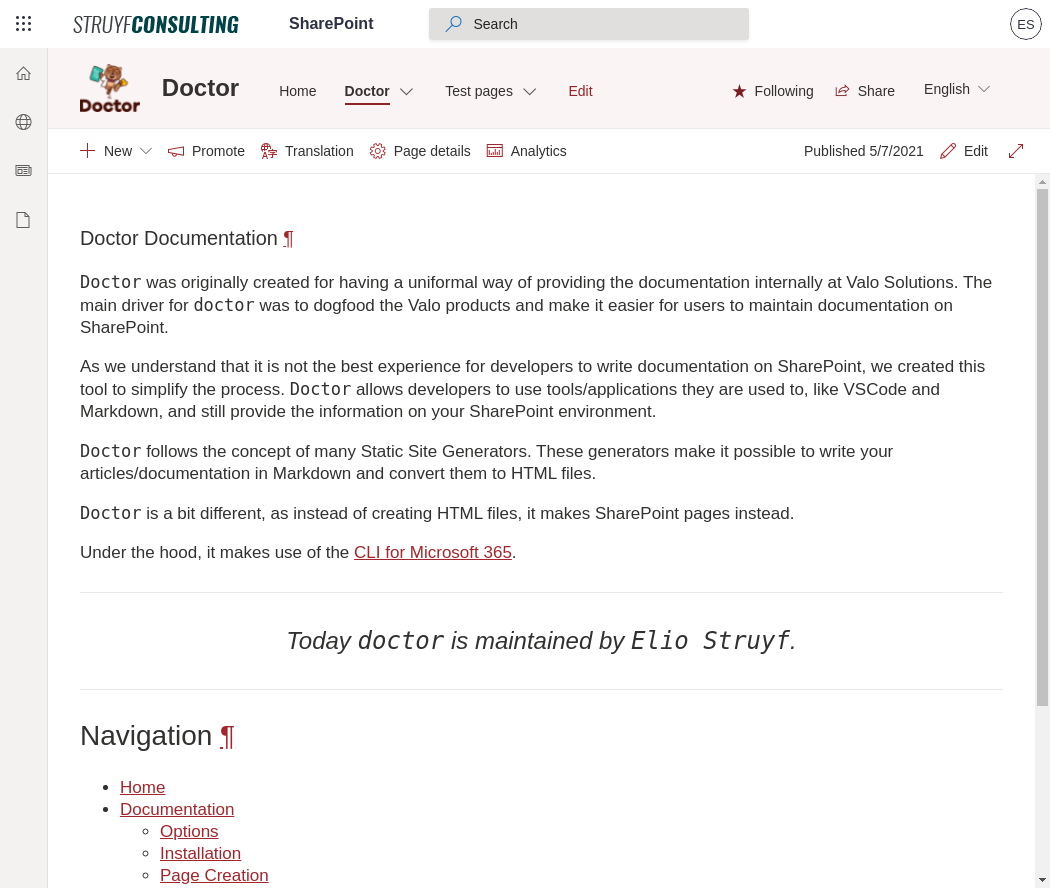 STRUYFCONSULTING SharePoint Search ES
Doctor Doctor Home Doctor Test pages Edit Following Share English
New Promote Translation Page details Analytics Published 5/7/2021 Edit
Doctor Documentation ¶
Doctor was originally created for having a uniformal way of providing the documentation internally at Valo Solutions. The
main driver for doctor was to dogfood the Valo products and make it easier for users to maintain documentation on
SharePoint.
As we understand that it is not the best experience for developers to write documentation on SharePoint, we created this
tool to simplify the process. Doctor allows developers to use tools/applications they are used to, like VSCode and
Markdown, and still provide the information on your SharePoint environment.
Doctor follows the concept of many Static Site Generators. These generators make it possible to write your
articles/documentation in Markdown and convert them to HTML files.
Doctor is a bit different, as instead of creating HTML files, it makes SharePoint pages instead.
Under the hood, it makes use of the CLI for Microsoft 365.
Today doctor is maintained by Elio Struyf.
Navigation ¶
Home
Documentation
Options
Installation
Page Creation